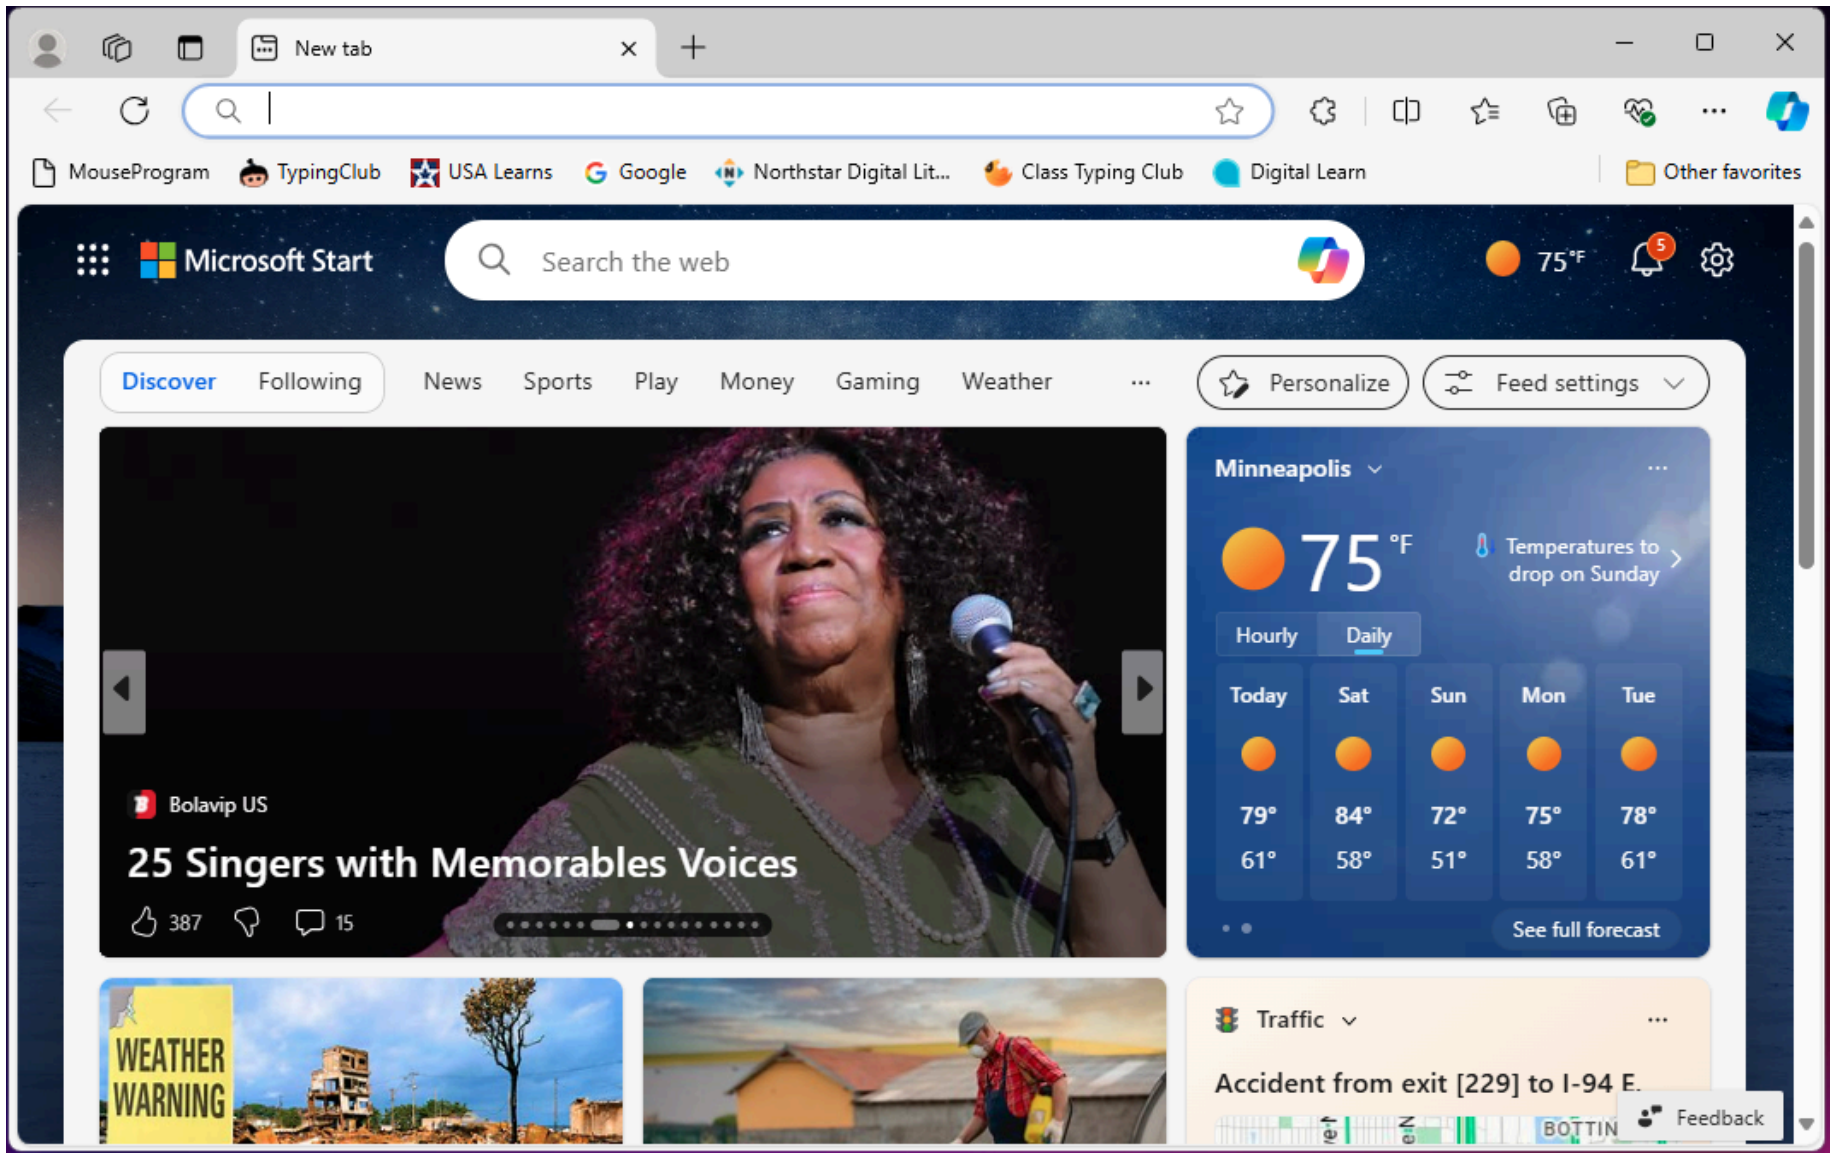 New tab
MouseProgram TypingClub USA Learns Google Northstar Digital Lit... Class Typing Club Digital Learn Other favorites
Microsoft Start Search the web 75°F 5
Discover Following News Sports Play Money Gaming Weather ... Personalize Feed settings
Minneapolis
75°F
Temperatures to
drop on Sunday
Hourly Daily
Today Sat Sun Mon Tue
79° 84° 72° 75° 78°
61° 58° 51° 58° 61°
See full forecast
Bolavip US
25 Singers with Memorables Voices
387 15
WEATHER
WARNING
Traffic
Accident from exit [229] to I-94 E.
BOTTIN
Feedback